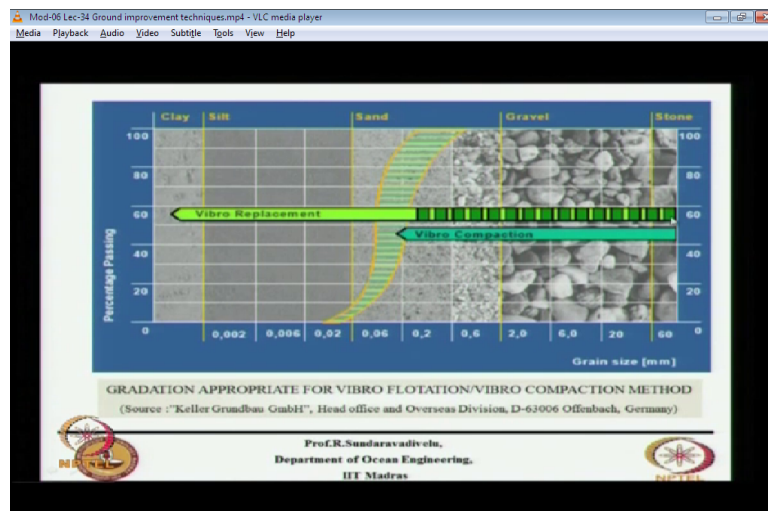 Mod-06 Lec-34 Ground improvement techniques.mp4 - VLC media player
Media Playback Audio Video Subtitle Tools View Help
Clay Silt Sand Gravel Stone
100 100
80 80
60 Vibro Replacement 60
Vibro Compaction
40 40
20 20
0 0,002 0,006 0,02 0,06 0,2 0,6 2,0 6,0 20 60 0
Percentage Passing
Grain size [mm]
GRADATION APPROPRIATE FOR VIBRO FLOTATION/VIBRO COMPACTION METHOD
(Source :"Keller Grundbau GmbH", Head office and Overseas Division, D-63006 Offenbach, Germany)
Prof.R.Sundaravadivelu,
Department of Ocean Engineering,
IIT Madras
NPTEL
NPTEL